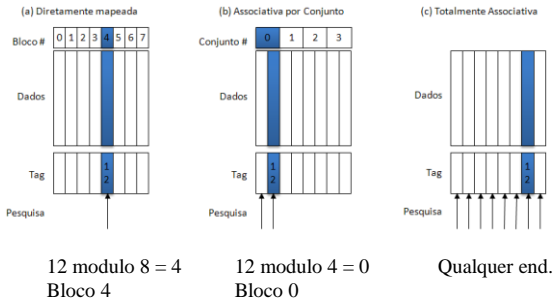 (a) Diretamente mapeada
Bloco # 0 1 2 3 4 5 6 7
Dados
Tag 1 2
Pesquisa
12 modulo 8 = 4
Bloco 4
(b) Associativa por Conjunto
Conjunto # 0 1 2 3
Dados
Tag 1 2
Pesquisa
12 modulo 4 = 0
Bloco 0
(c) Totalmente Associativa
Dados
Tag 1 2
Pesquisa
Qualquer end.